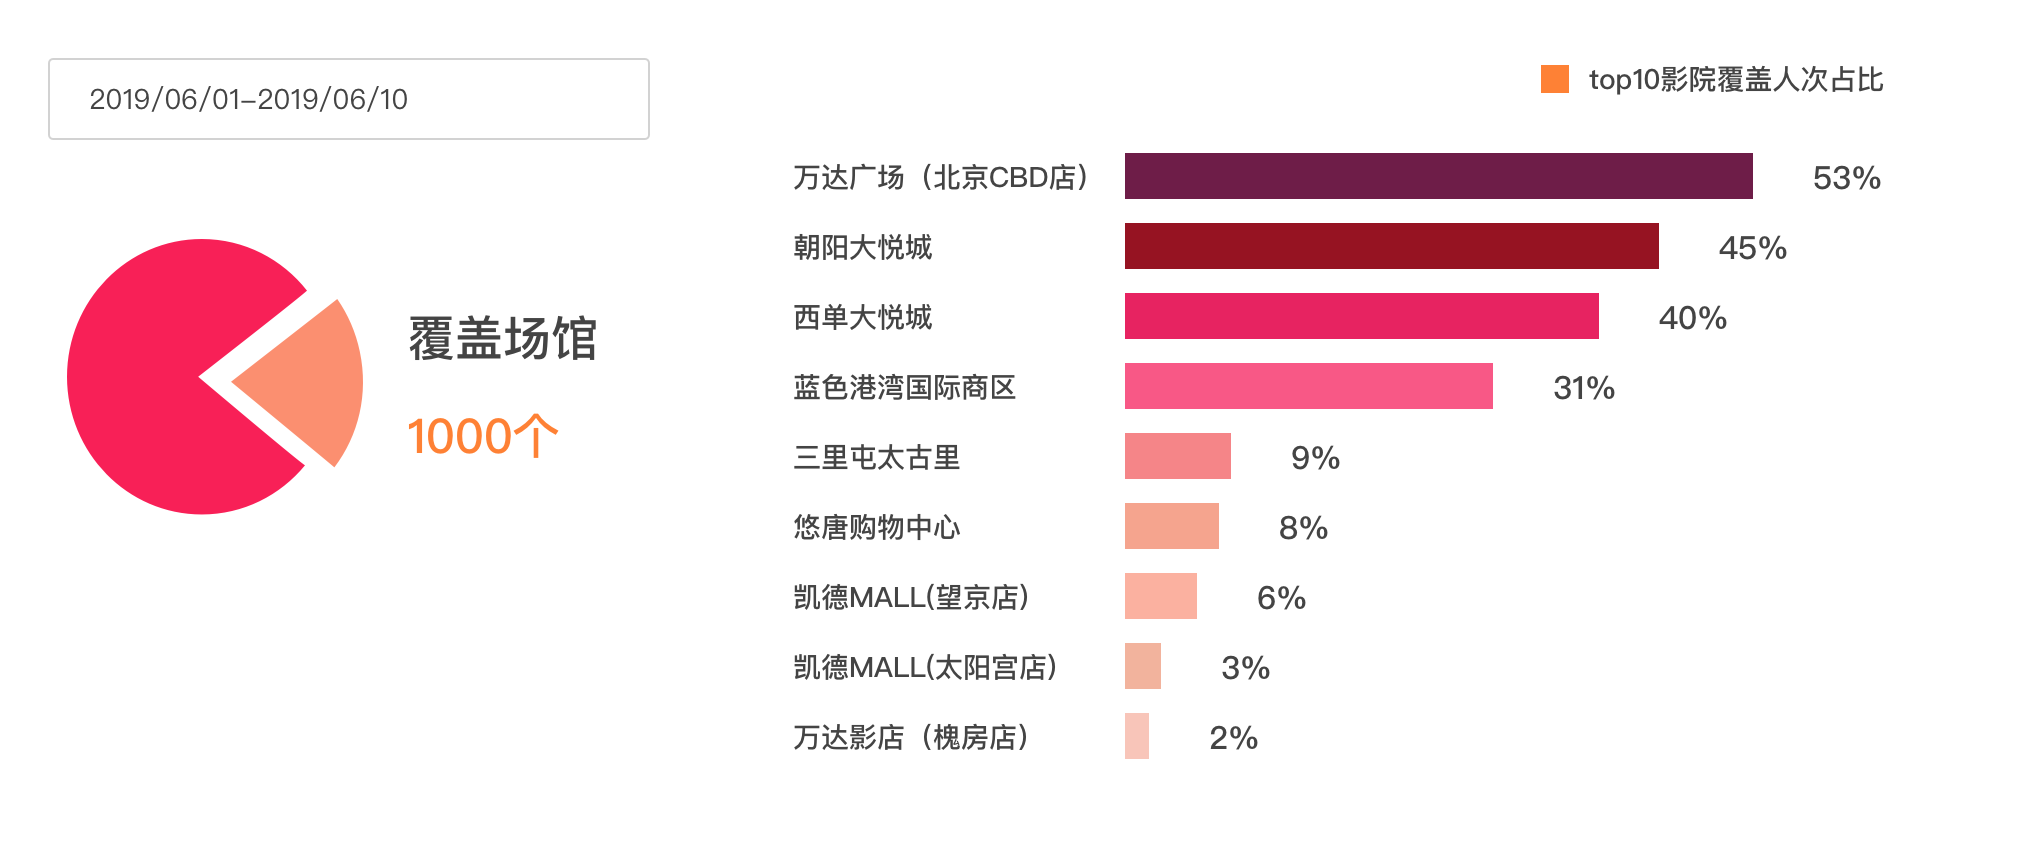 2019/06/01-2019/06/10
覆盖场馆
1000个
top10影院覆盖人次占比
万达广场（北京CBD店） 53%
朝阳大悦城 45%
西单大悦城 40%
蓝色港湾国际商区 31%
三里屯太古里 9%
悠唐购物中心 8%
凯德MALL(望京店) 6%
凯德MALL(太阳宫店) 3%
万达影店（槐房店） 2%